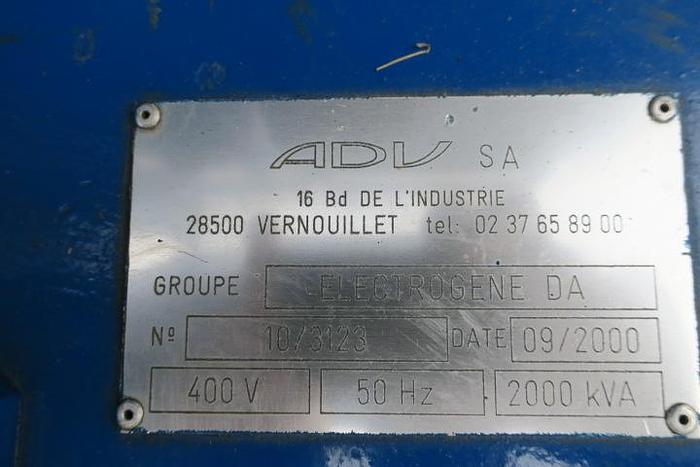 ADV SA
16 Bd DE L'INDUSTRIE
28500 VERNOUILLET tel: 02 37 65 89 00
GROUPE ELECTROGENE DA
Nº 10/3123 DATE 09/2000
400 V 50 Hz 2000 kVA